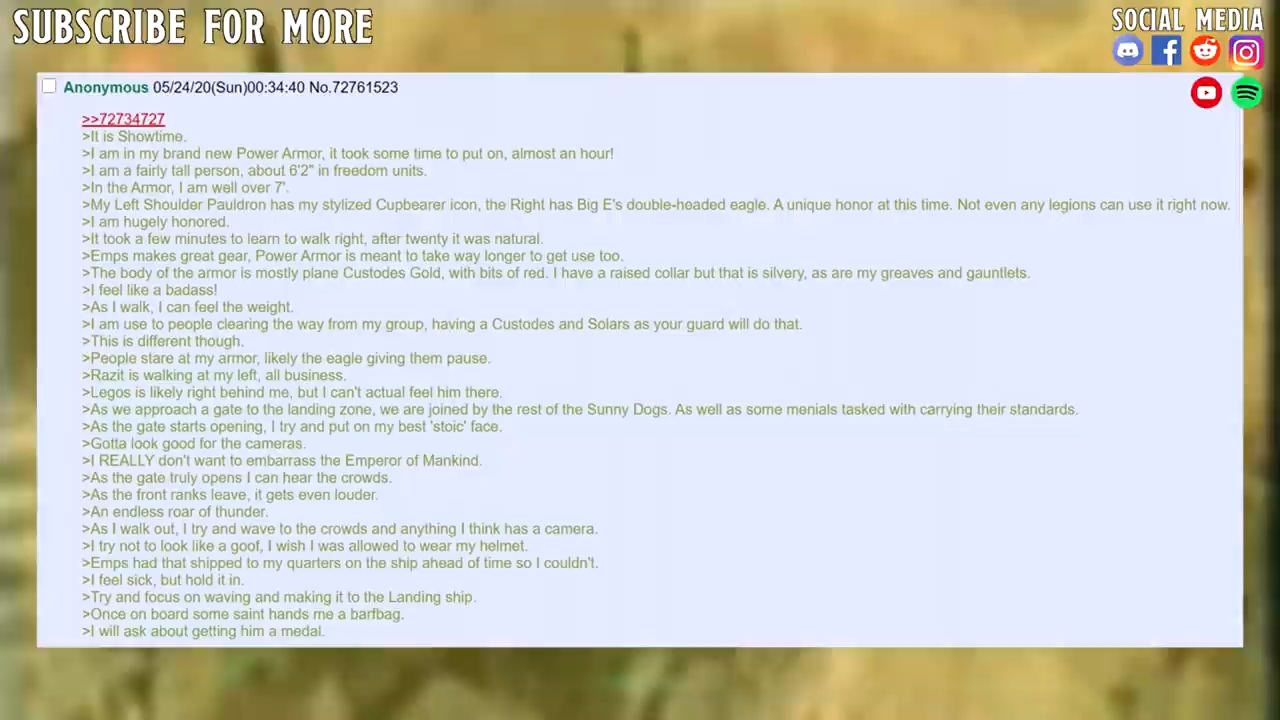 SUBSCRIBE FOR MORE
SOCIAL MEDIA
Anonymous 05/24/20(Sun)00:34:40 No.72761523
>>72734727
>It is Showtime.
>I am in my brand new Power Armor, it took some time to put on, almost an hour!
>I am a fairly tall person, about 6'2" in freedom units.
>In the Armor, I am well over 7'.
>My Left Shoulder Pauldron has my stylized Cupbearer icon, the Right has Big E's double-headed eagle. A unique honor at this time. Not even any legions can use it right now.
>I am hugely honored.
>It took a few minutes to learn to walk right, after twenty it was natural.
>Emps makes great gear, Power Armor is meant to take way longer to get use too.
>The body of the armor is mostly plane Custodes Gold, with bits of red. I have a raised collar but that is silvery, as are my greaves and gauntlets.
>I feel like a badass!
>As I walk, I can feel the weight.
>I am use to people clearing the way from my group, having a Custodes and Solars as your guard will do that.
>This is different though.
>People stare at my armor, likely the eagle giving them pause.
>Razit is walking at my left, all business.
>Legos is likely right behind me, but I can't actual feel him there.
>As we approach a gate to the landing zone, we are joined by the rest of the Sunny Dogs. As well as some menials tasked with carrying their standards.
>As the gate starts opening, I try and put on my best 'stoic' face.
>Gotta look good for the cameras.
>I REALLY don't want to embarrass the Emperor of Mankind.
>As the gate truly opens I can hear the crowds.
>As the front ranks leave, it gets even louder.
>An endless roar of thunder.
>As I walk out, I try and wave to the crowds and anything I think has a camera.
>I try not to look like a goof, I wish I was allowed to wear my helmet.
>Emps had that shipped to my quarters on the ship ahead of time so I couldn't.
>I feel sick, but hold it in.
>Try and focus on waving and making it to the Landing ship.
>Once on board some saint hands me a barfbag.
>I will ask about getting him a medal.